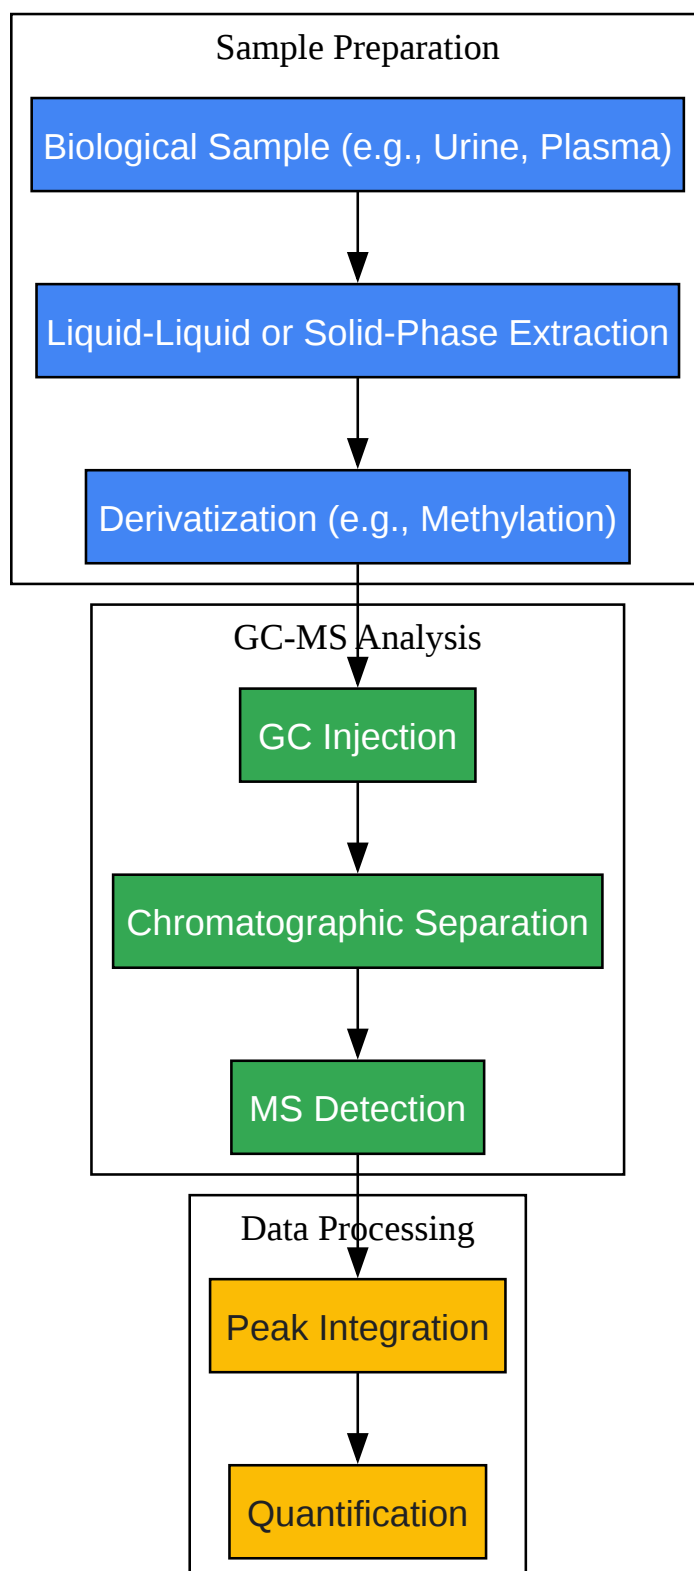 Sample Preparation
Biological Sample (e.g., Urine, Plasma)
Liquid-Liquid or Solid-Phase Extraction
Derivatization (e.g., Methylation)
GC-MS Analysis
GC Injection
Chromatographic Separation
MS Detection
Data Processing
Peak Integration
Quantification